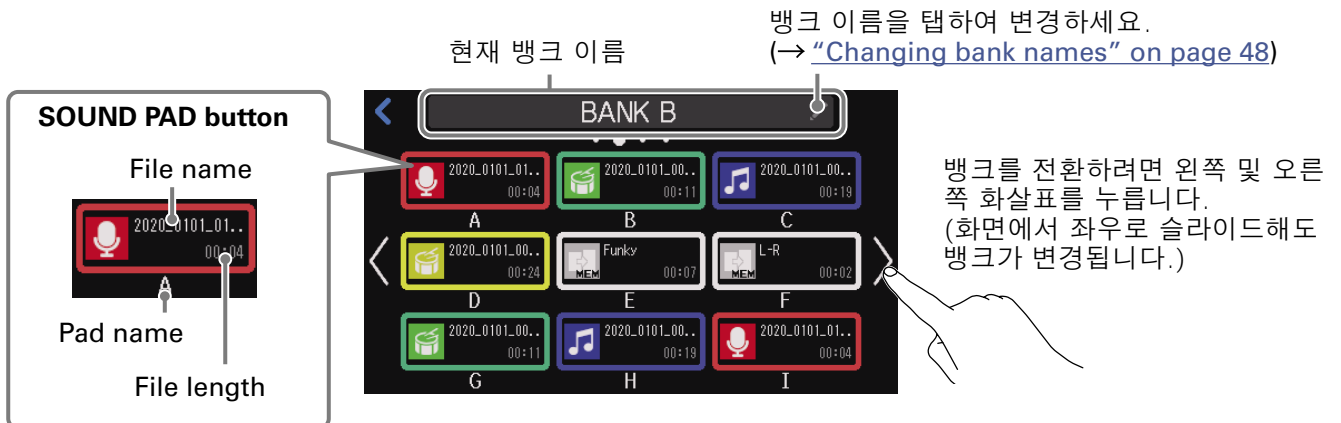 뱅크 이름을 탭하여 변경하세요.
(→ “Changing bank names” on page 48)
현재 뱅크 이름
SOUND PAD button
File name
2020_0101_01..
00:04
A
Pad name
File length
BANK B
2020_0101_01..
00:04
A
2020_0101_00..
00:11
B
2020_0101_00..
00:19
C
2020_0101_00..
00:24
D
MEM
Funky
00:07
E
MEM
L-R
00:02
F
2020_0101_00..
00:11
G
2020_0101_00..
00:19
H
2020_0101_01..
00:04
I
뱅크를 전환하려면 왼쪽 및 오른
쪽 화살표를 누릅니다.
(화면에서 좌우로 슬라이드해도
뱅크가 변경됩니다.)